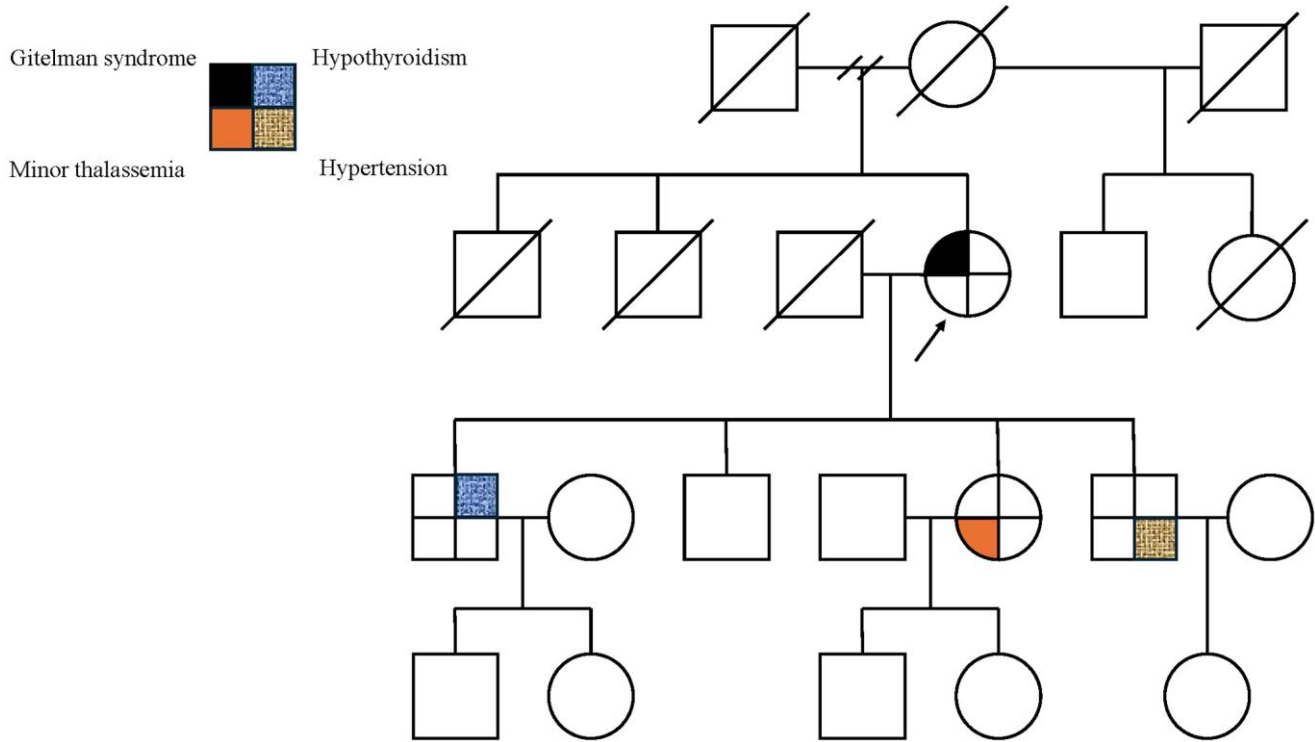 Gitelman syndrome
Hypothyroidism
Minor thalassemia
Hypertension